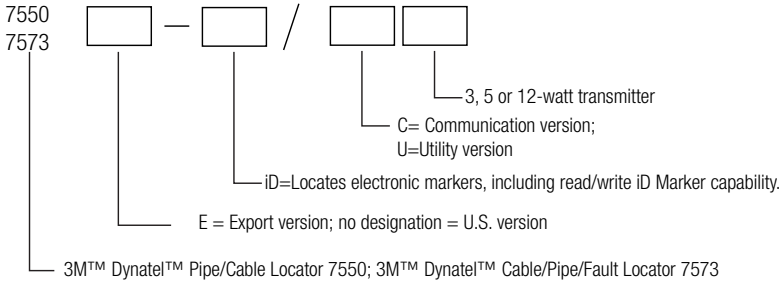 7550
7573
— /
3, 5 or 12-watt transmitter
C= Communication version;
U=Utility version
iD=Locates electronic markers, including read/write iD Marker capability.
E = Export version; no designation = U.S. version
3M™ Dynatel™ Pipe/Cable Locator 7550; 3M™ Dynatel™ Cable/Pipe/Fault Locator 7573